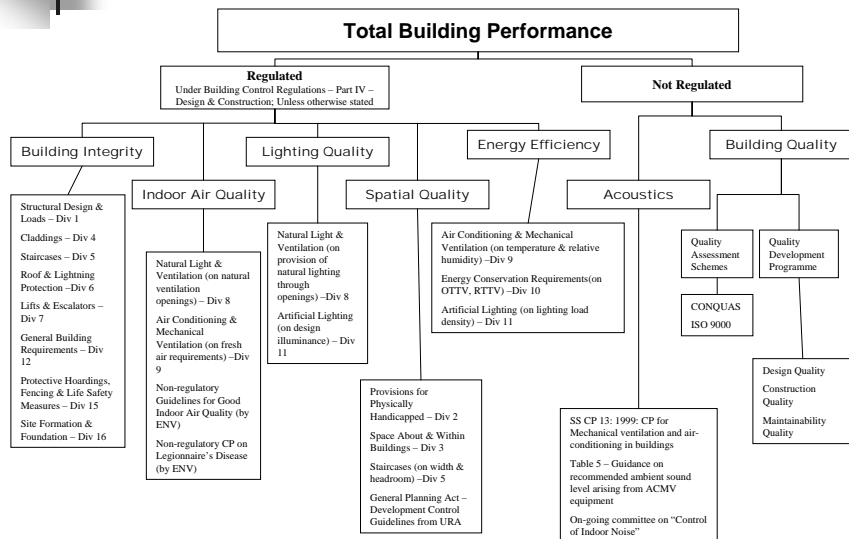 Total Building Performance
Regulated
Under Building Control Regulations – Part IV –
Design & Construction; Unless otherwise stated
Not Regulated
Building Integrity
Indoor Air Quality
Lighting Quality
Spatial Quality
Energy Efficiency
Acoustics
Building Quality
Structural Design &
Loads – Div 1
Claddings – Div 4
Staircases – Div 5
Roof & Lightning
Protection –Div 6
Lifts & Escalators –
Div 7
General Building
Requirements – Div
12
Protective Hoardings,
Fencing & Life Safety
Measures – Div 15
Site Formation &
Foundation – Div 16
Natural Light &
Ventilation (on natural
ventilation
openings) – Div 8
Air Conditioning &
Mechanical
Ventilation (on fresh
air requirements) –Div
9
Non-regulatory
Guidelines for Good
Indoor Air Quality (by
ENV)
Non-regulatory CP on
Legionnaire's Disease
(by ENV)
Natural Light &
Ventilation (on
provision of
natural lighting
through
openings) – Div 8
Artificial Lighting
(on design
illuminance) – Div
11
Provisions for
Physically
Handicapped – Div 2
Space About & Within
Buildings – Div 3
Staircases (on width &
headroom) – Div 5
General Planning Act –
Development Control
Guidelines from URA
Air Conditioning & Mechanical
Ventilation (on temperature & relative
humidity) –Div 9
Energy Conservation Requirements(on
OTTV, RTTV) – Div 10
Artificial Lighting (on lighting load
density) – Div 11
SS CP 13: 1999: CP for
Mechanical ventilation and air-
conditioning in buildings
Table 5 – Guidance on
recommended ambient sound
level arising from ACMV
equipment
On-going committee on "Control
of Indoor Noise"
Quality
Assessment
Schemes
CONQUAS
ISO 9000
Quality
Development
Programme
Design Quality
Construction
Quality
Maintainability
Quality